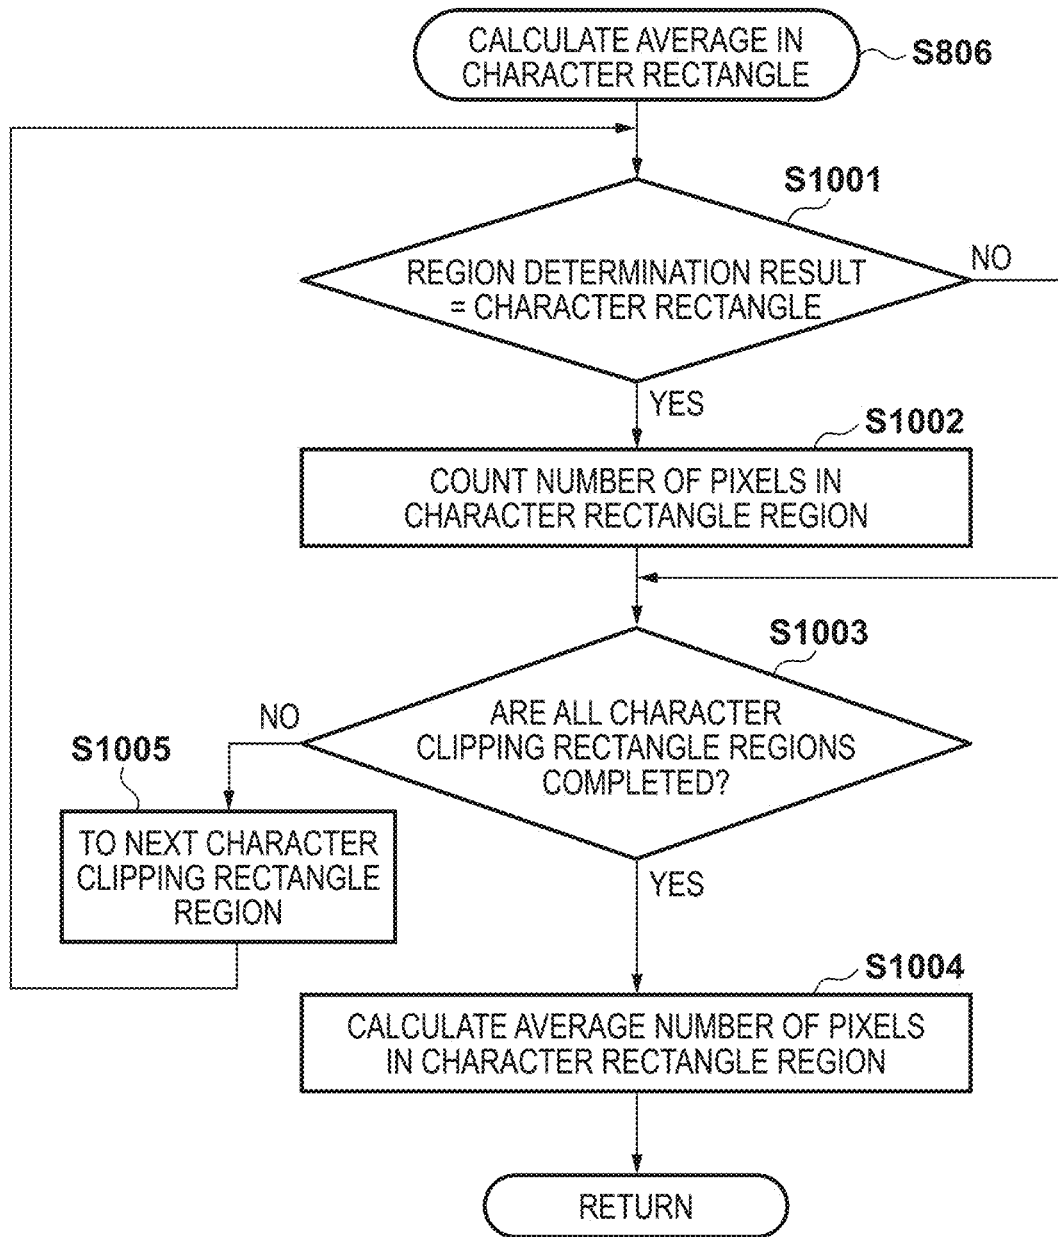 CALCULATE AVERAGE IN
CHARACTER RECTANGLE
S806
S1001
REGION DETERMINATION RESULT
= CHARACTER RECTANGLE
NO
YES
S1002
COUNT NUMBER OF PIXELS IN
CHARACTER RECTANGLE REGION
S1003
ARE ALL CHARACTER
CLIPPING RECTANGLE REGIONS
COMPLETED?
NO
S1005
TO NEXT CHARACTER
CLIPPING RECTANGLE
REGION
YES
S1004
CALCULATE AVERAGE NUMBER OF PIXELS
IN CHARACTER RECTANGLE REGION
RETURN